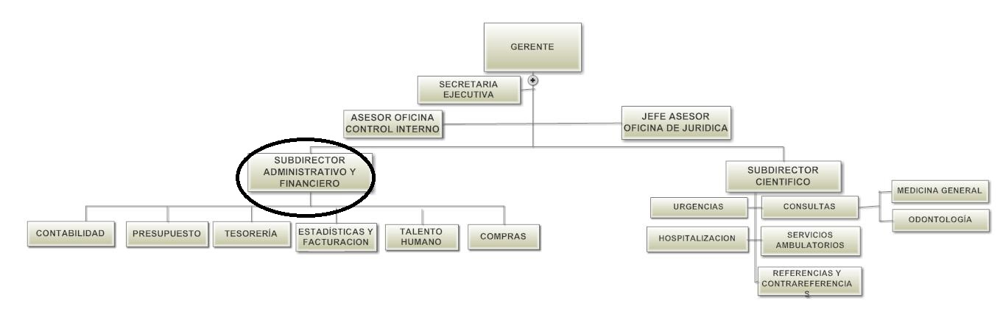 GERENTE
SECRETARIA
EJECUTIVA
ASESOR OFICINA
CONTROL INTERNO
JEFE ASESOR
OFICINA DE JURIDICA
SUBDIRECTOR
ADMINISTRATIVO Y
FINANCIERO
SUBDIRECTOR
CIENTIFICO
CONTABILIDAD
PRESUPUESTO
TESORERÍA
ESTADÍSTICAS Y
FACTURACION
TALENTO
HUMANO
COMPRAS
URGENCIAS
CONSULTAS
MEDICINA GENERAL
ODONTOLOGÍA
HOSPITALIZACION
SERVICIOS
AMBULATORIOS
REFERENCIAS Y
CONTRAREFERENCIA
S